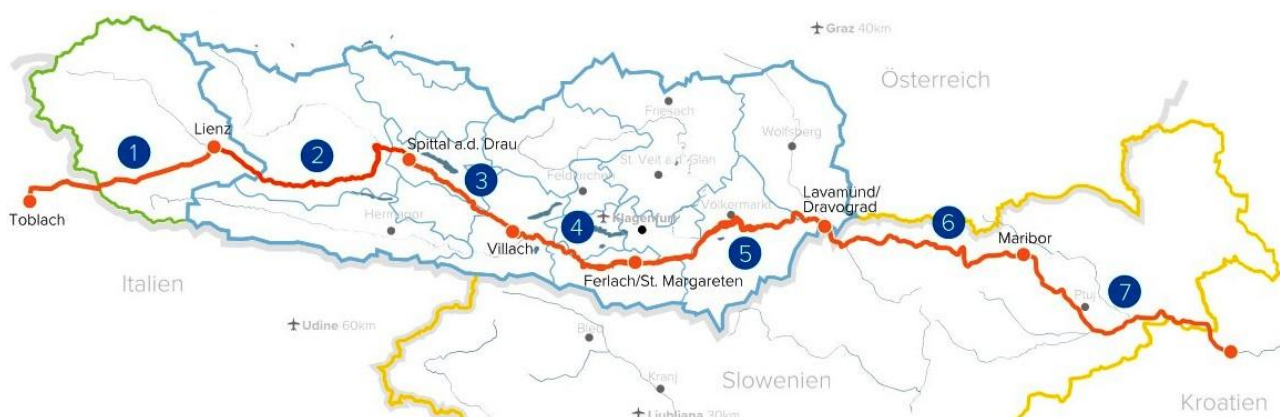 Graz 40km
Österreich
Friesach
Wolfsberg
Lienz
1
2
Spittal a.d. Drau
St. Veit a.d. Glan
3
Feldkirchen
Toblach
Hermagor
Klagenfurt
Völkermarkt
Lavamünd/
Dravograd
4
5
6
Villach
Maribor
Ferlach/St. Margareten
Italien
7
Ptuj
Udine 60km
Bled
Kranj
Slowenien
Kroatien
Ljubljana 30km